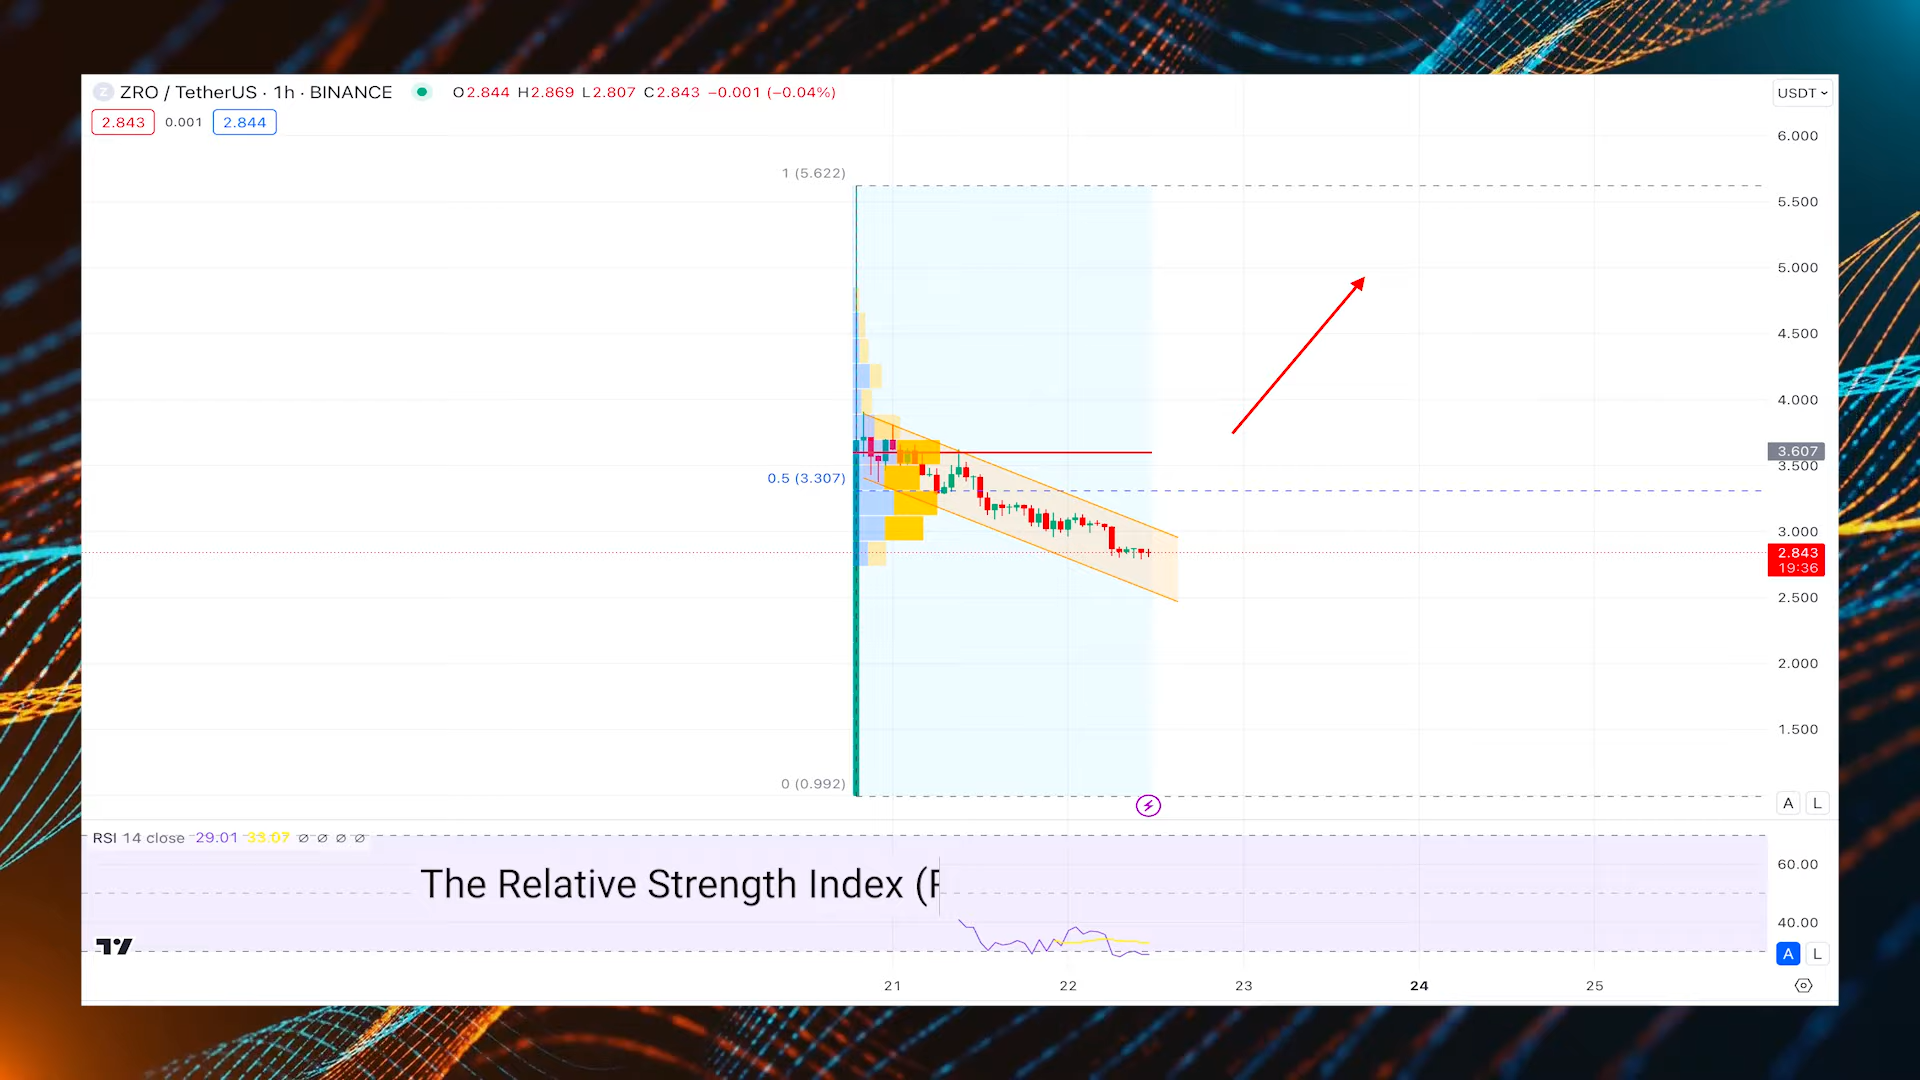 ZRO / TetherUS · 1h · BINANCE O2.844 H2.869 L2.807 C2.843 −0.001 (−0.04%)
USDT
2.843 0.001 2.844
6.000
1 (5.622)
5.500
5.000
4.500
4.000
3.607
3.500
0.5 (3.307)
3.000
2.843
19:36
2.500
2.000
1.500
0 (0.992)
A L
RSI 14 close 29.01 33.07 ∅ ∅ ∅ ∅
60.00
The Relative Strength Index (
40.00
A L
21 22 23 24 25